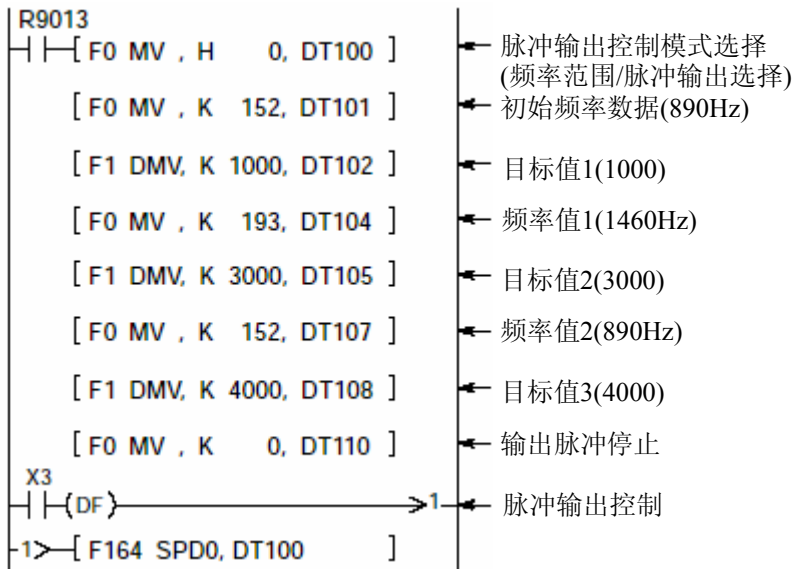 R9013
[ F0 MV , H 0, DT100 ] 脉冲输出控制模式选择
(频率范围/脉冲输出选择)
[ F0 MV , K 152, DT101 ] 初始频率数据(890Hz)
[ F1 DMV, K 1000, DT102 ] 目标值1(1000)
[ F0 MV , K 193, DT104 ] 频率值1(1460Hz)
[ F1 DMV, K 3000, DT105 ] 目标值2(3000)
[ F0 MV , K 152, DT107 ] 频率值2(890Hz)
[ F1 DMV, K 4000, DT108 ] 目标值3(4000)
[ F0 MV , K 0, DT110 ] 输出脉冲停止
X3
(DF) 1 脉冲输出控制
1 [ F164 SPD0, DT100 ]